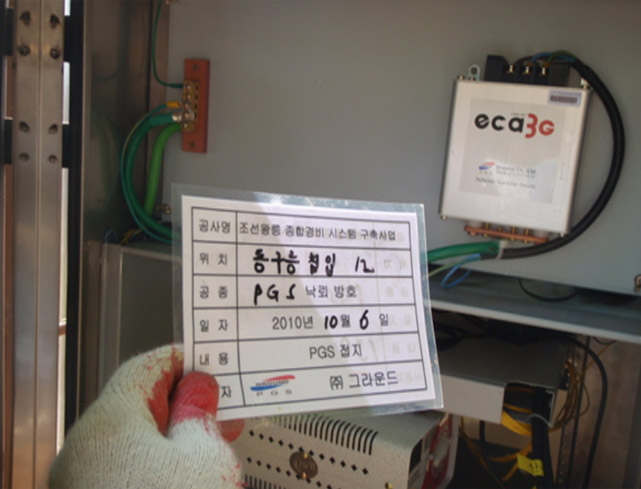 공사명 조선왕릉 종합경비 시스템 구축사업
위 치 동구릉 침입 12
공 종 PGS 낙뢰 방호
일 자 2010년 10월 6일
내 용 PGS 접지
자 PGS ㈜ 그라운드
eca3G